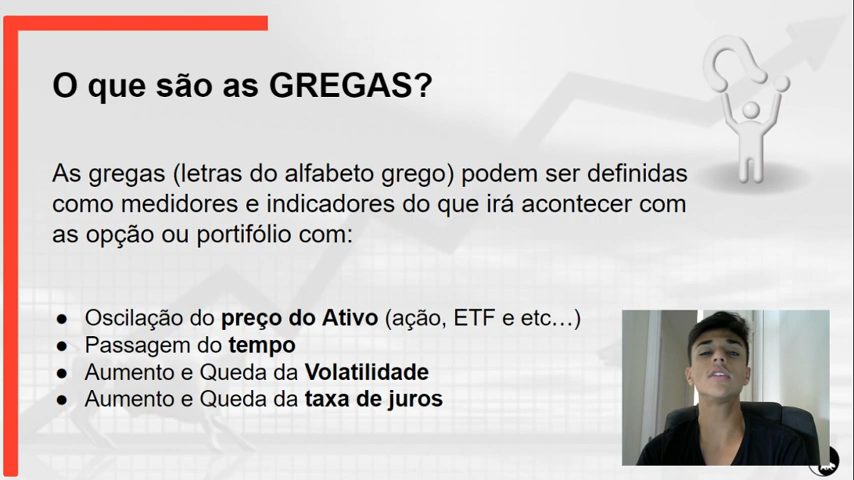 O que são as GREGAS?
As gregas (letras do alfabeto grego) podem ser definidas
como medidores e indicadores do que irá acontecer com
as opção ou portifólio com:
● Oscilação do preço do Ativo (ação, ETF e etc…)
● Passagem do tempo
● Aumento e Queda da Volatilidade
● Aumento e Queda da taxa de juros